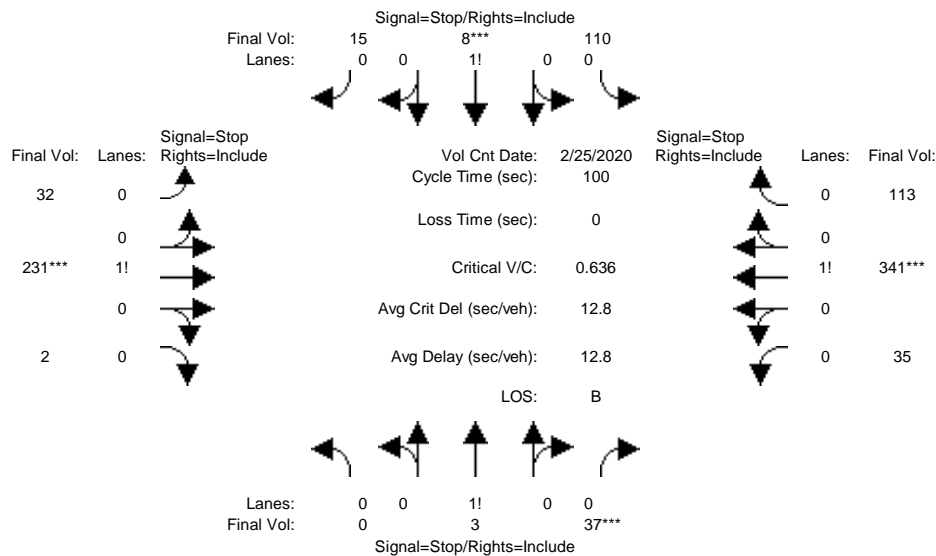 Signal=Stop/Rights=Include
Final Vol: 15 8*** 110
Lanes: 0 0 1! 0 0
Signal=Stop Signal=Stop
Final Vol: Lanes: Rights=Include Vol Cnt Date: 2/25/2020 Rights=Include Lanes: Final Vol:
Cycle Time (sec): 100
32 0 0 113
Loss Time (sec): 0
0 0
231*** 1! Critical V/C: 0.636 1! 341***
0 Avg Crit Del (sec/veh): 12.8 0
2 0 Avg Delay (sec/veh): 12.8 0 35
LOS: B
Lanes: 0 0 1! 0 0
Final Vol: 0 3 37***
Signal=Stop/Rights=Include